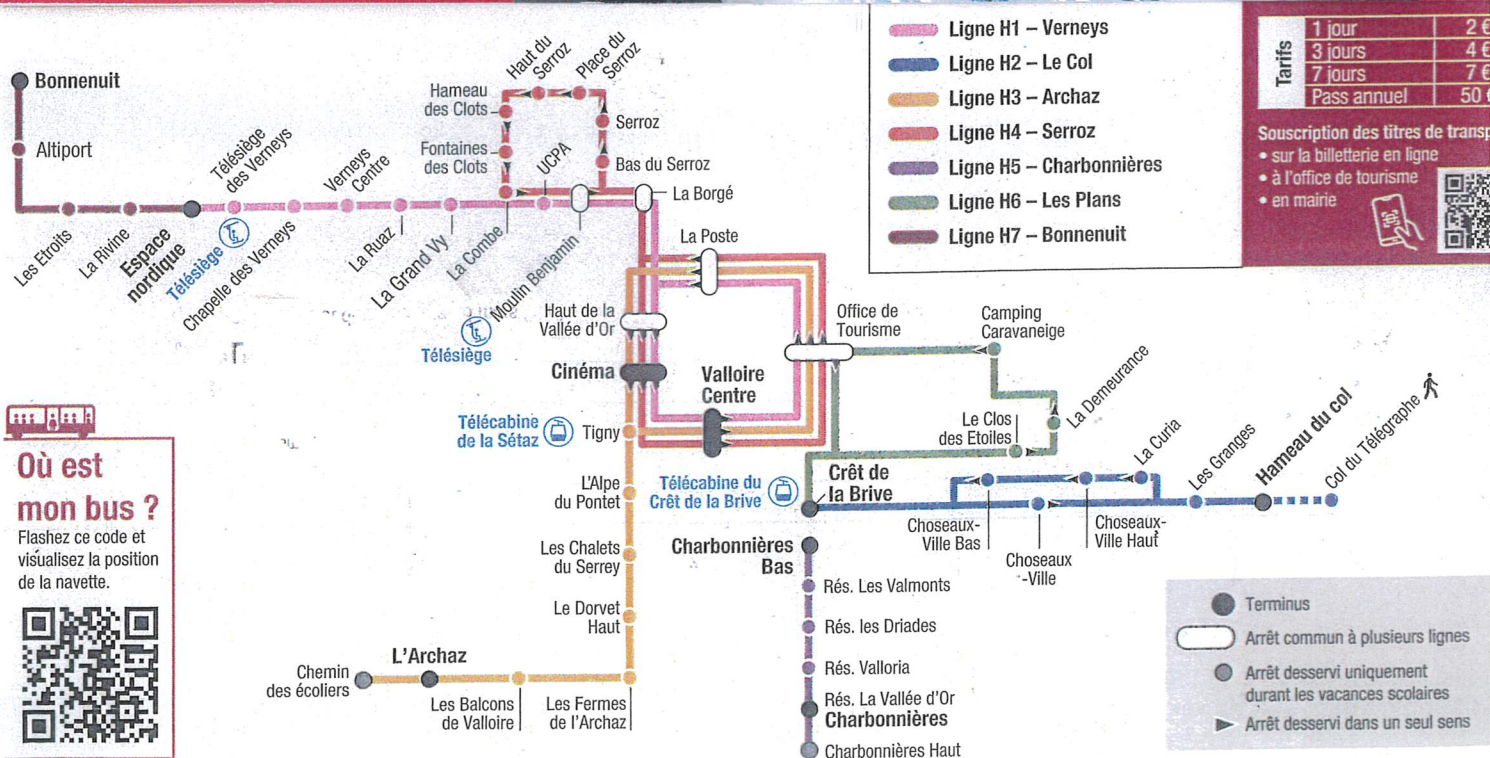 Bonnenuit
Altiport
Les Etroits
La Rivine
Espace
nordique
Télésiège
des Verneys
Télésiège
Chapelle des Verneys
Verneys
Centre
La Ruaz
La Grand Vy
La Combe
UCPA
Moulin Benjamin
Télésiège
Hameau
des Clots
Fontaines
des Clots
Haut du
Serroz
Place du
Serroz
Serroz
Bas du Serroz
La Borgé
La Poste
Haut de la
Vallée d'Or
Cinéma
Valloire
Centre
Office de
Tourisme
Camping
Caravaneige
La Demeurance
Le Clos
des Etoiles
Télécabine
de la Sétaz
Tigny
L'Alpe
du Pontet
Les Chalets
du Serrey
Le Dorvet
Haut
Les Fermes
de l'Archaz
Les Balcons
de Valloire
L'Archaz
Chemin
des écoliers
Télécabine du
Crêt de la Brive
Crêt de
la Brive
Choseaux-
Ville Bas
Choseaux
-Ville
Choseaux-
Ville Haut
La Curia
Les Granges
Hameau du col
Col du Télégraphe
Charbonnières
Bas
Rés. Les Valmonts
Rés. les Driades
Rés. Valloria
Rés. La Vallée d'Or
Charbonnières
Charbonnières Haut
Ligne H1 – Verneys
Ligne H2 – Le Col
Ligne H3 – Archaz
Ligne H4 – Serroz
Ligne H5 – Charbonnières
Ligne H6 – Les Plans
Ligne H7 – Bonnenuit
Tarifs
1 jour 2 €
3 jours 4 €
7 jours 7 €
Pass annuel 50 €
Souscription des titres de transp
• sur la billetterie en ligne
• à l'office de tourisme
• en mairie
Où est
mon bus ?
Flashez ce code et
visualisez la position
de la navette.
Terminus
Arrêt commun à plusieurs lignes
Arrêt desservi uniquement
durant les vacances scolaires
Arrêt desservi dans un seul sens